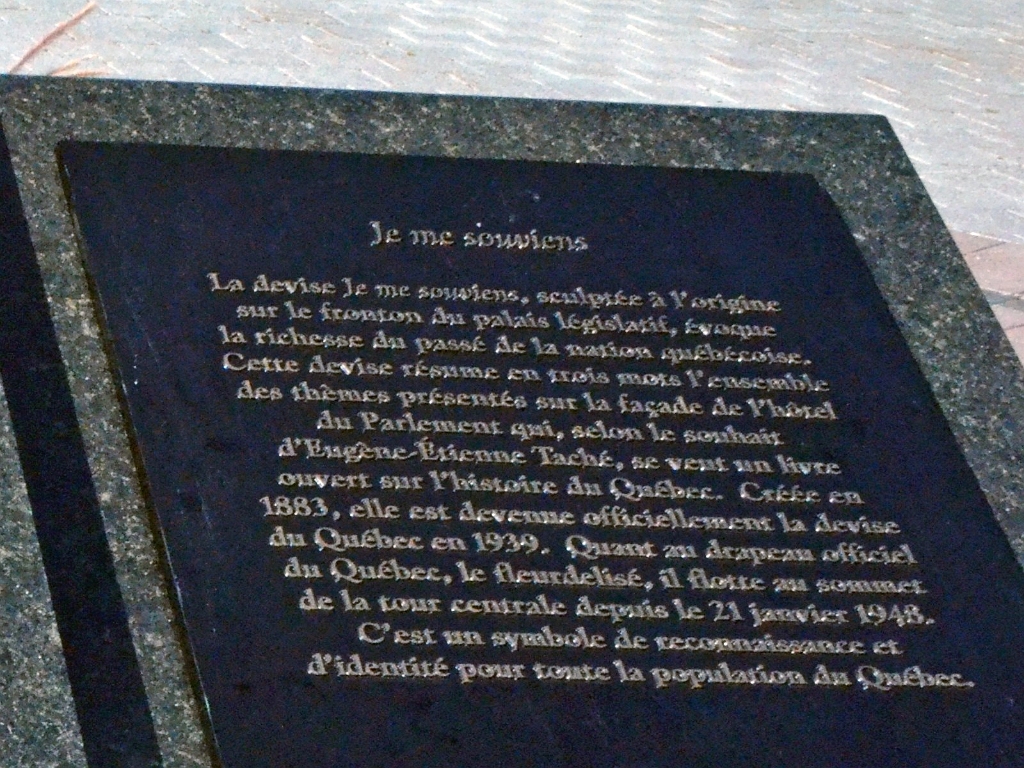 Je me souviens
La devise Je me souviens, sculptée à l'origine
sur le fronton du palais législatif, évoque
la richesse du passé de la nation québécoise.
Cette devise résume en trois mots l'ensemble
des thèmes présentés sur la façade de l'hôtel
du Parlement qui, selon le souhait
d'Eugène-Étienne Taché, se veut un livre
ouvert sur l'histoire du Québec. Créée en
1883, elle est devenue officiellement la devise
du Québec en 1939. Quant au drapeau officiel
du Québec, le fleurdelisé, il flotte au sommet
de la tour centrale depuis le 21 janvier 1948.
C'est un symbole de reconnaissance et
d'identité pour toute la population du Québec.